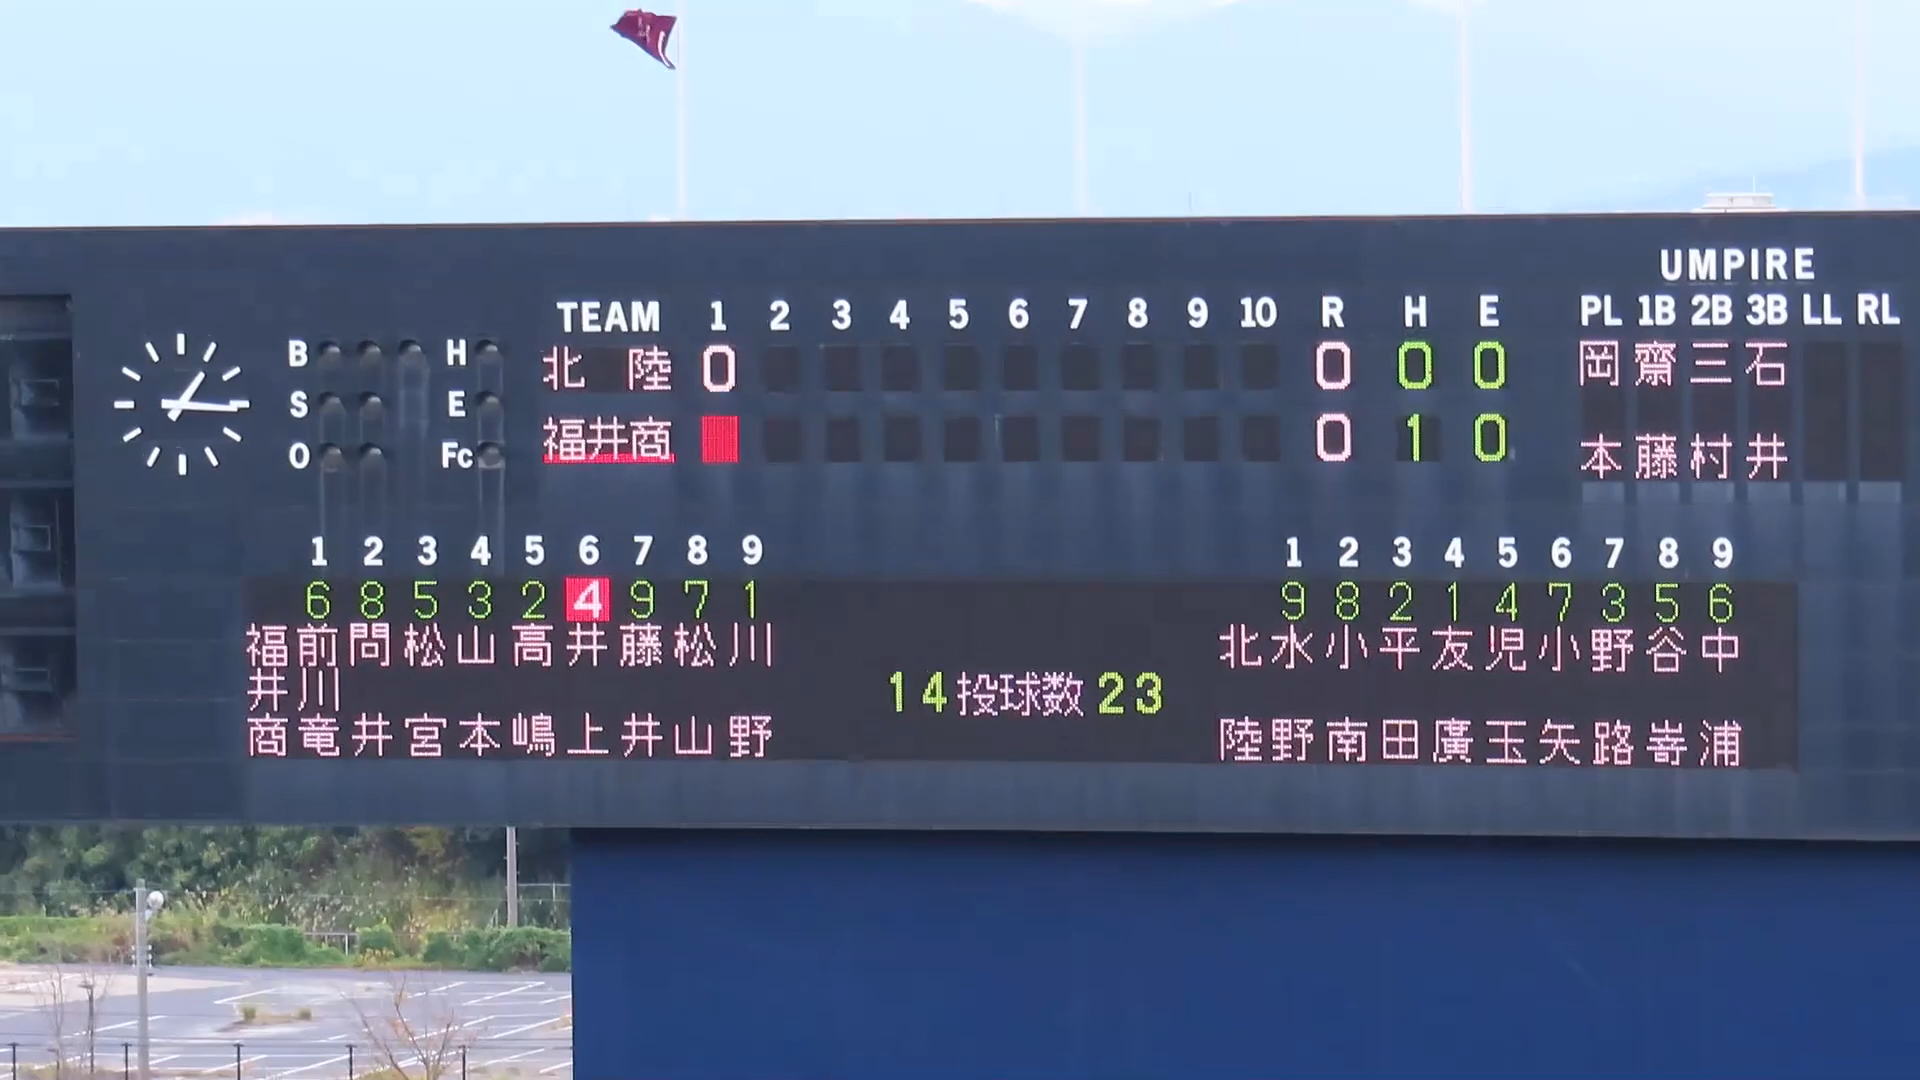 UMPIRE
TEAM 1 2 3 4 5 6 7 8 9 10 R H E PL 1B 2B 3B LL RL
B H 北陸 0 0 0 0 岡本 齋藤 三村 石井
S E
福井商 0 1 0
O Fc
1 2 3 4 5 6 7 8 9
6 8 5 3 2 4 9 7 1
福井商 前川竜 問井 松宮 山本 高嶋 井上 藤井 松山 川野
14 投球数 23
1 2 3 4 5 6 7 8 9
9 8 2 1 4 7 3 5 6
北陸 水野 小南 平田 友廣 児玉 小矢 野路 谷嵜 中浦